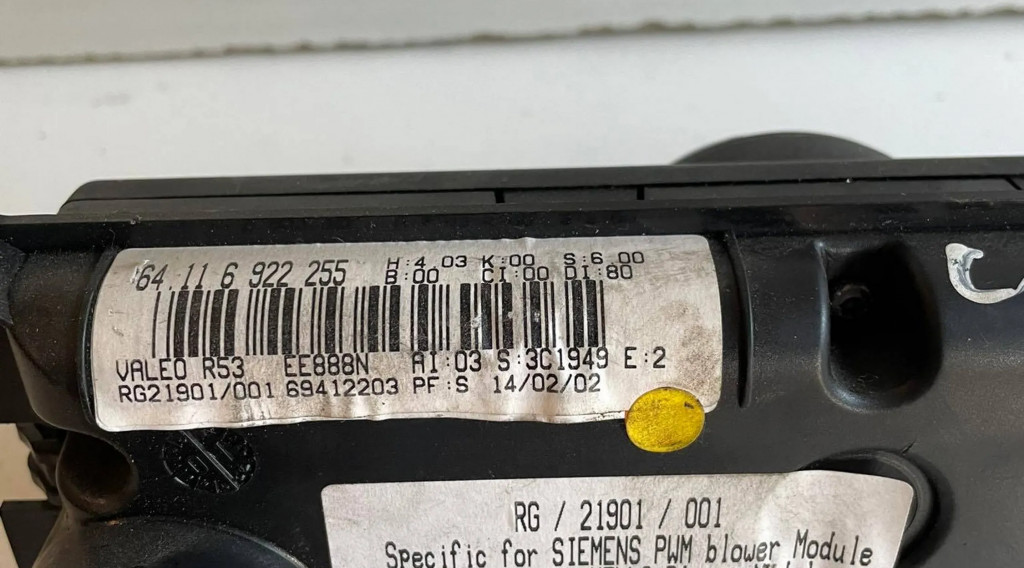 64.11 6 922 255 H:4.03 K:00 S:6.00
B:00 CI:00 DI:80
VALEO R53 EE888N AI:03 S:3C1949 E:2
RG21901/001 69412203 PF:S 14/02/02
RG / 21901 / 001
Specific for SIEMENS PWM blower Module